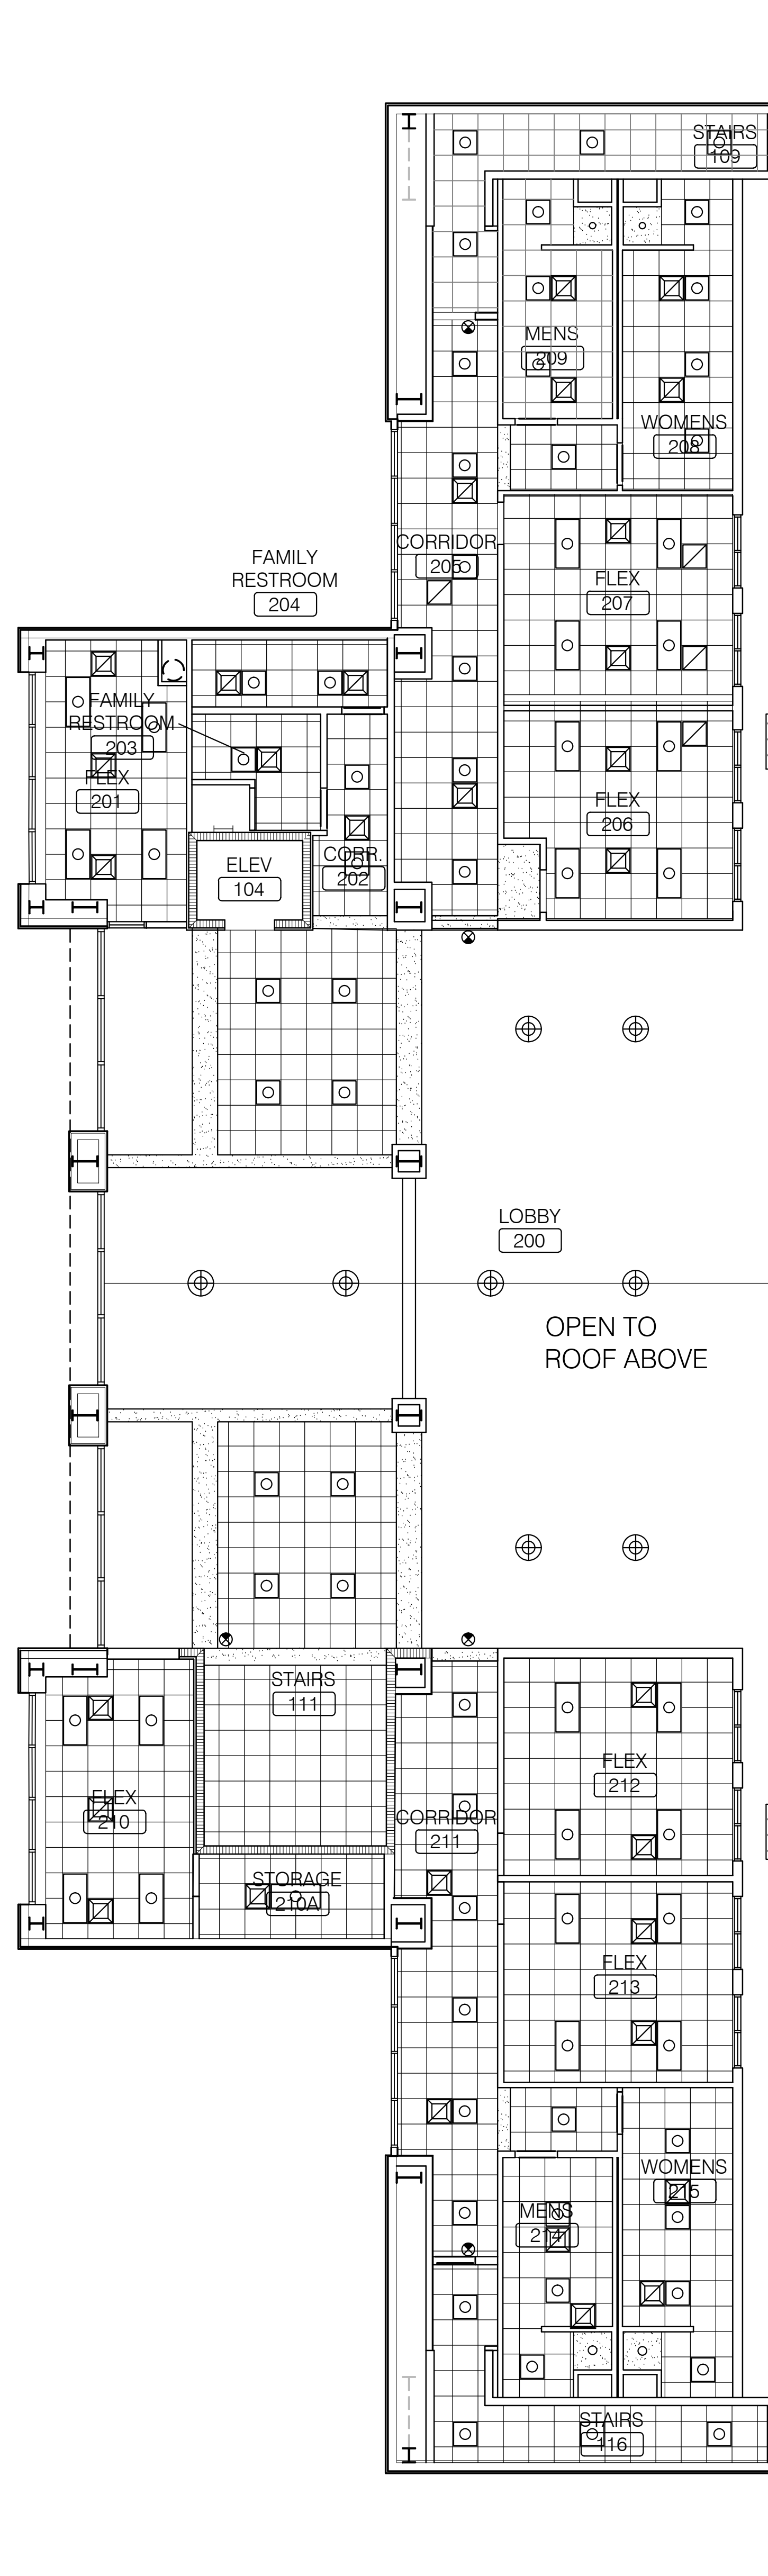 STAIRS
109
MENS
209
WOMENS
208
CORRIDOR
205
FLEX
207
FAMILY
RESTROOM
204
FAMILY
RESTROOM
203
FLEX
201
FLEX
206
ELEV
104
CORR.
202
LOBBY
200
OPEN TO
ROOF ABOVE
STAIRS
111
FLEX
212
FLEX
210
CORRIDOR
211
STORAGE
210A
FLEX
213
WOMENS
215
MENS
214
STAIRS
116